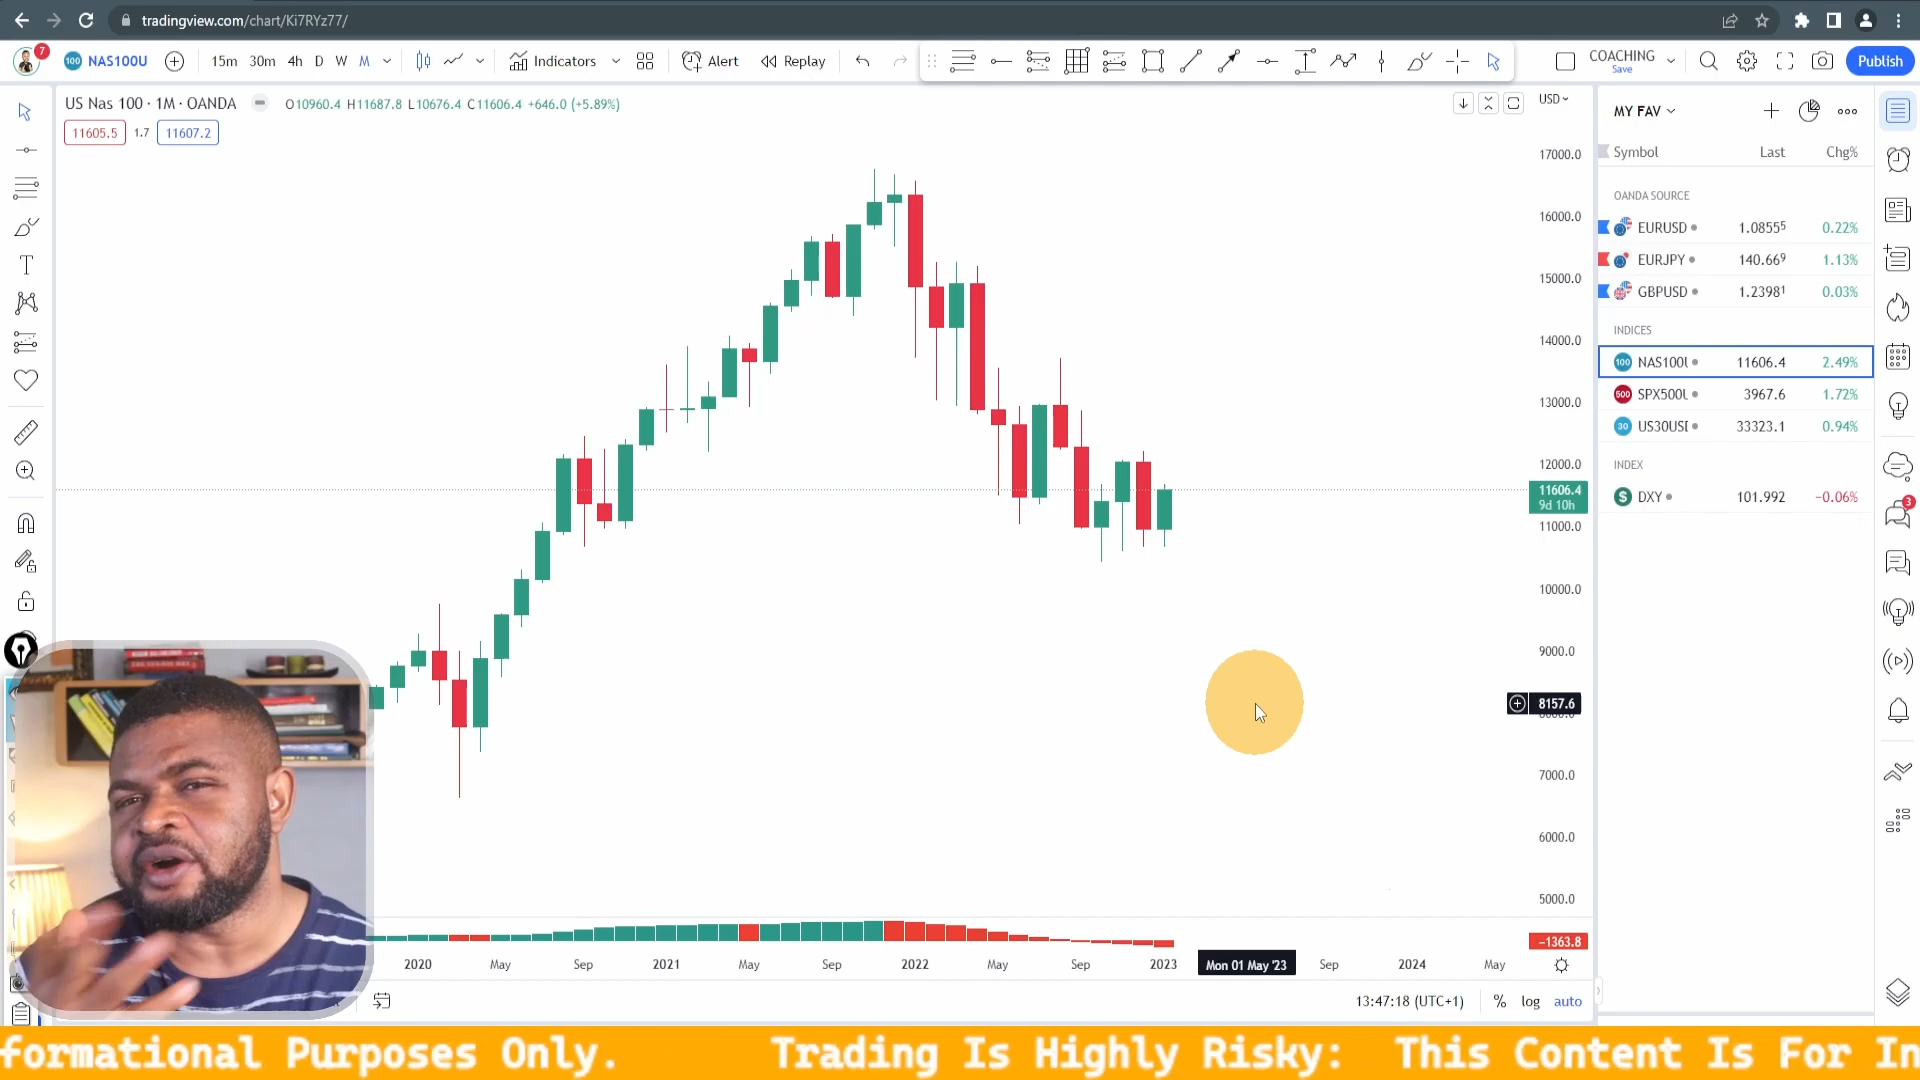 tradingview.com/chart/Ki7RYz77/
7 100 NAS100U 15m 30m 4h D W M Indicators Alert Replay COACHING Save Publish
US Nas 100 · 1M · OANDA O10960.4 H11687.8 L10676.4 C11606.4 +646.0 (+5.89%)
USD
11605.5 1.7 11607.2
17000.0
16000.0
15000.0
14000.0
13000.0
12000.0
11606.4
9d 10h
11000.0
10000.0
9000.0
8157.6
7000.0
6000.0
5000.0
−1363.8
2020 May Sep 2021 May Sep 2022 May Sep 2023 Mon 01 May '23 Sep 2024 May
13:47:18 (UTC+1) % log auto
MY FAV
Symbol Last Chg%
OANDA SOURCE
EURUSD 1.08555 0.22%
EURJPY 140.669 1.13%
GBPUSD 1.23981 0.03%
INDICES
100 NAS100U 11606.4 2.49%
500 SPX500U 3967.6 1.72%
30 US30USI 33323.1 0.94%
INDEX
$ DXY 101.992 −0.06%
3
formational Purposes Only. Trading Is Highly Risky: This Content Is For In